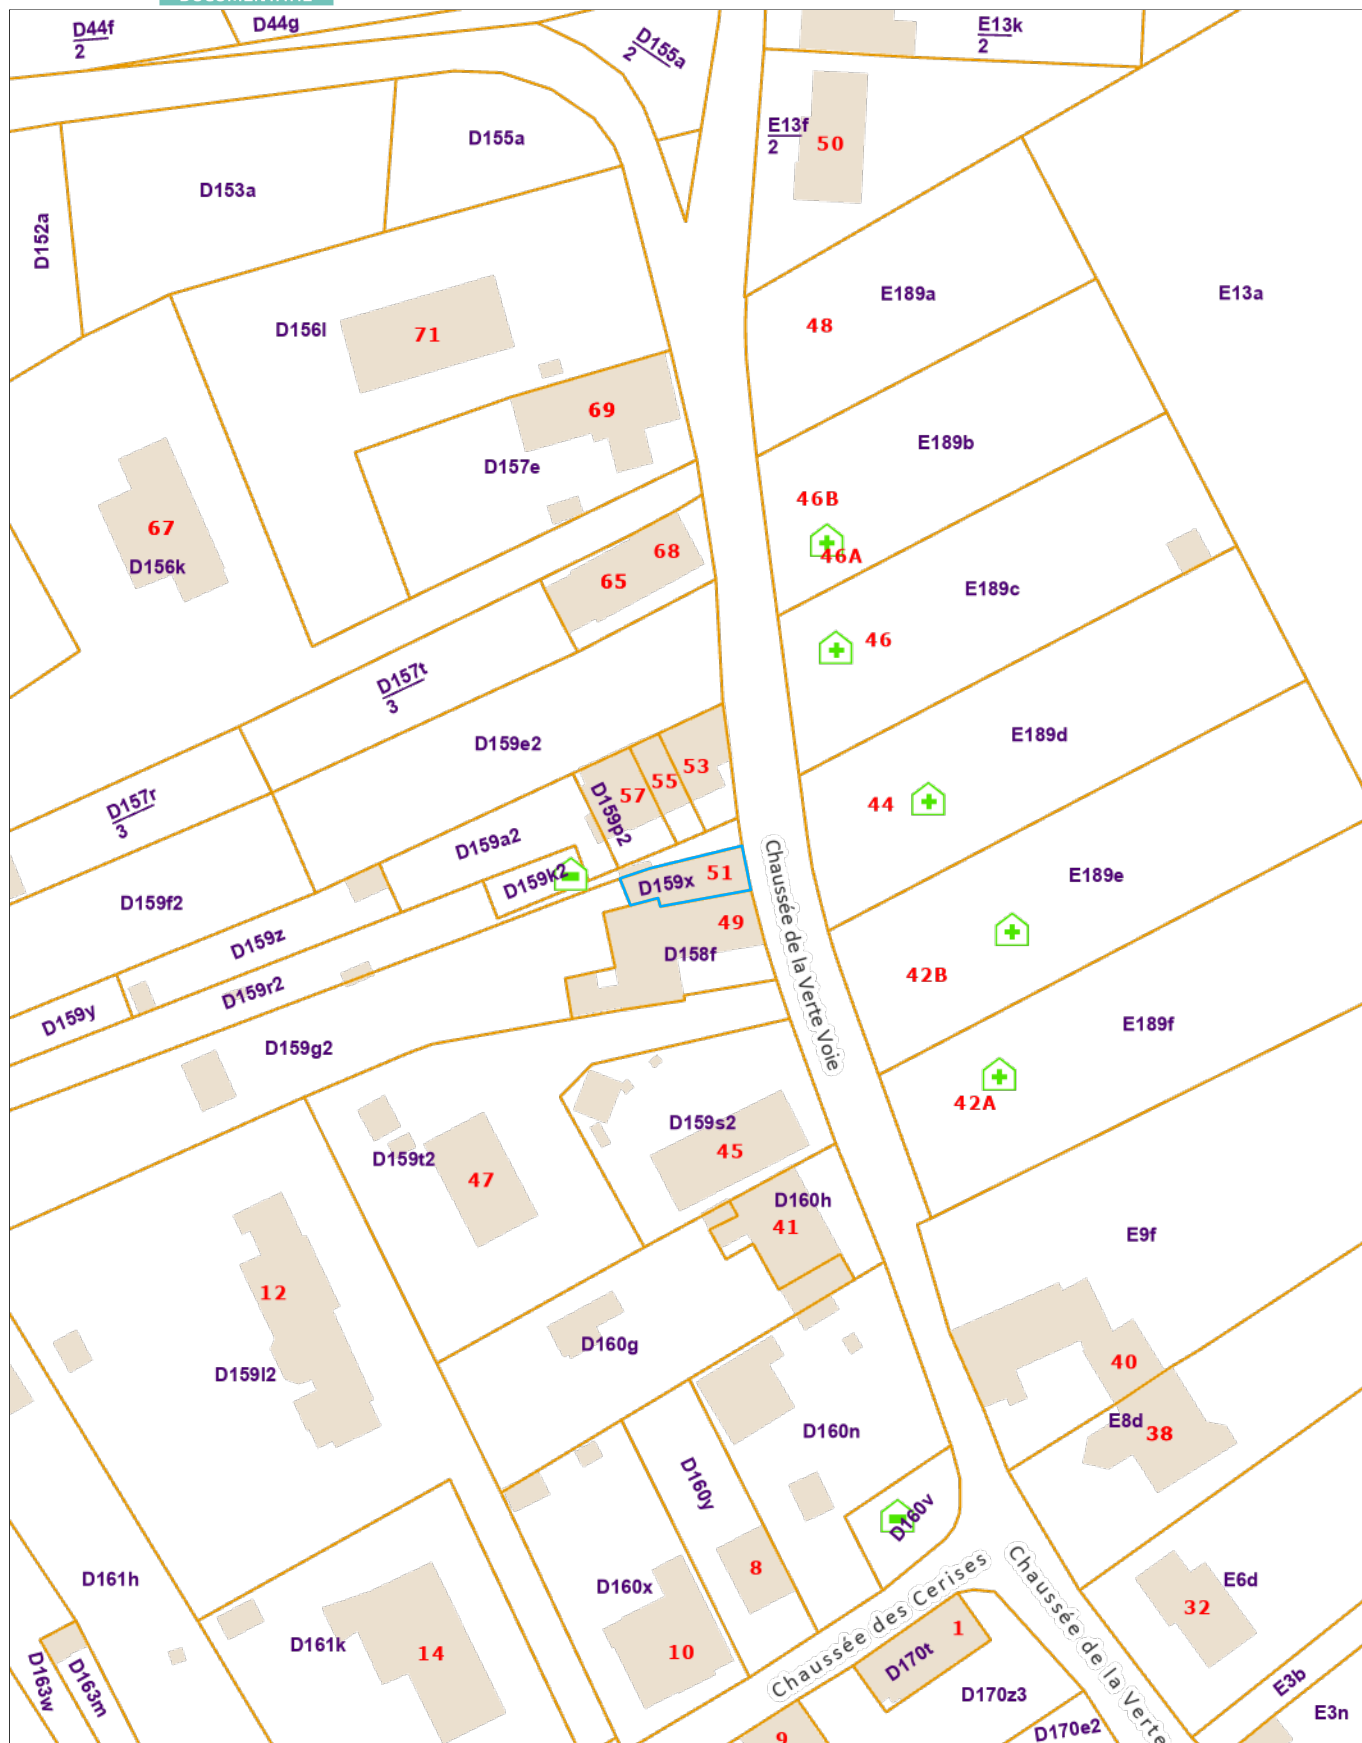 D44f
2
D44g
D155a
2
E13k
2
D155a
E13f
2
50
D153a
D152a
E189a
E13a
48
D156l
71
69
D157e
E189b
46B
46A
67
D156k
68
65
E189c
46
D157t
3
E189d
D159e2
53
55
57
D159p2
44
D157r
3
D159a2
D159k2
D159x
51
E189e
D159f2
49
D158f
Chaussée de la Verte Voie
D159z
42B
D159r2
D159y
D159g2
E189f
42A
D159s2
45
D159t2
47
D160h
41
E9f
12
D160g
D159l2
40
E8d
38
D160n
D160y
D160v
8
D161h
D160x
Chaussée des Cerises
Chaussée de la Verte
E6d
32
1
D170t
D161k
14
10
D163w
D163m
D170z3
E3b
E3n
D170e2
9